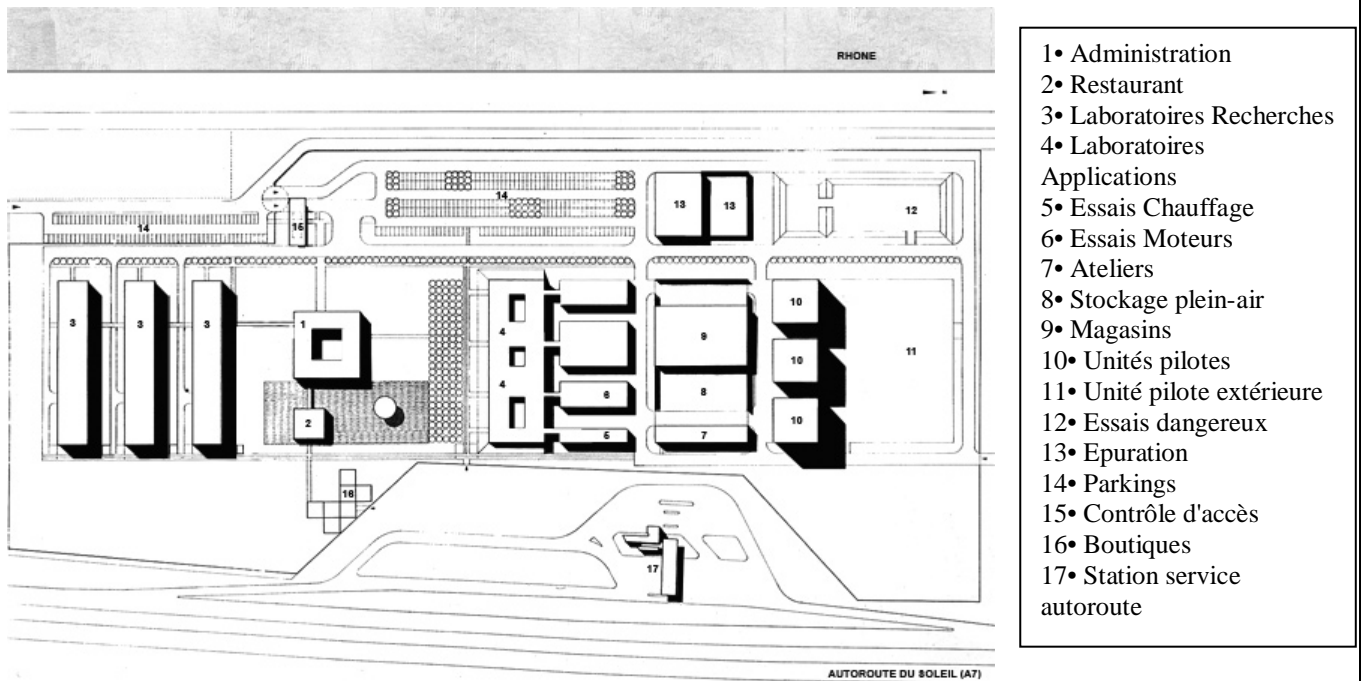 RHONE
14
13
13
12
14
15
3
3
3
1
4
9
10
11
10
4
6
8
2
5
7
10
16
17
AUTOROUTE DU SOLEIL (A7)
1• Administration
2• Restaurant
3• Laboratoires Recherches
4• Laboratoires
Applications
5• Essais Chauffage
6• Essais Moteurs
7• Ateliers
8• Stockage plein-air
9• Magasins
10• Unités pilotes
11• Unité pilote extérieure
12• Essais dangereux
13• Epuration
14• Parkings
15• Contrôle d'accès
16• Boutiques
17• Station service
autoroute